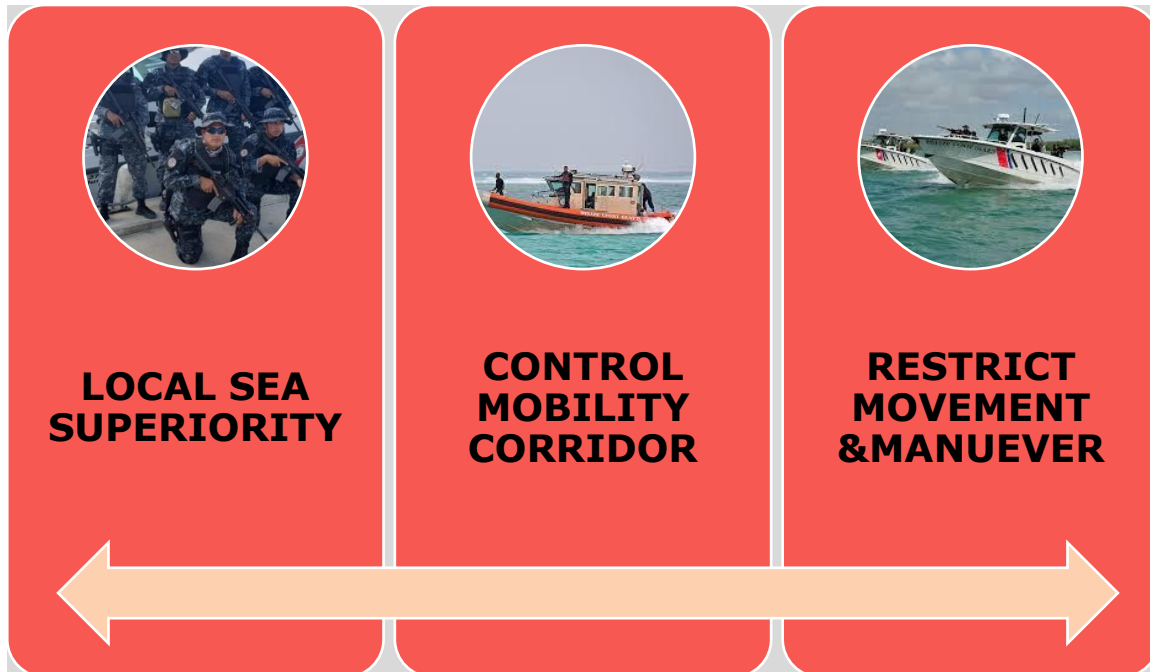 LOCAL SEA
SUPERIORITY
CONTROL
MOBILITY
CORRIDOR
RESTRICT
MOVEMENT
&MANUEVER